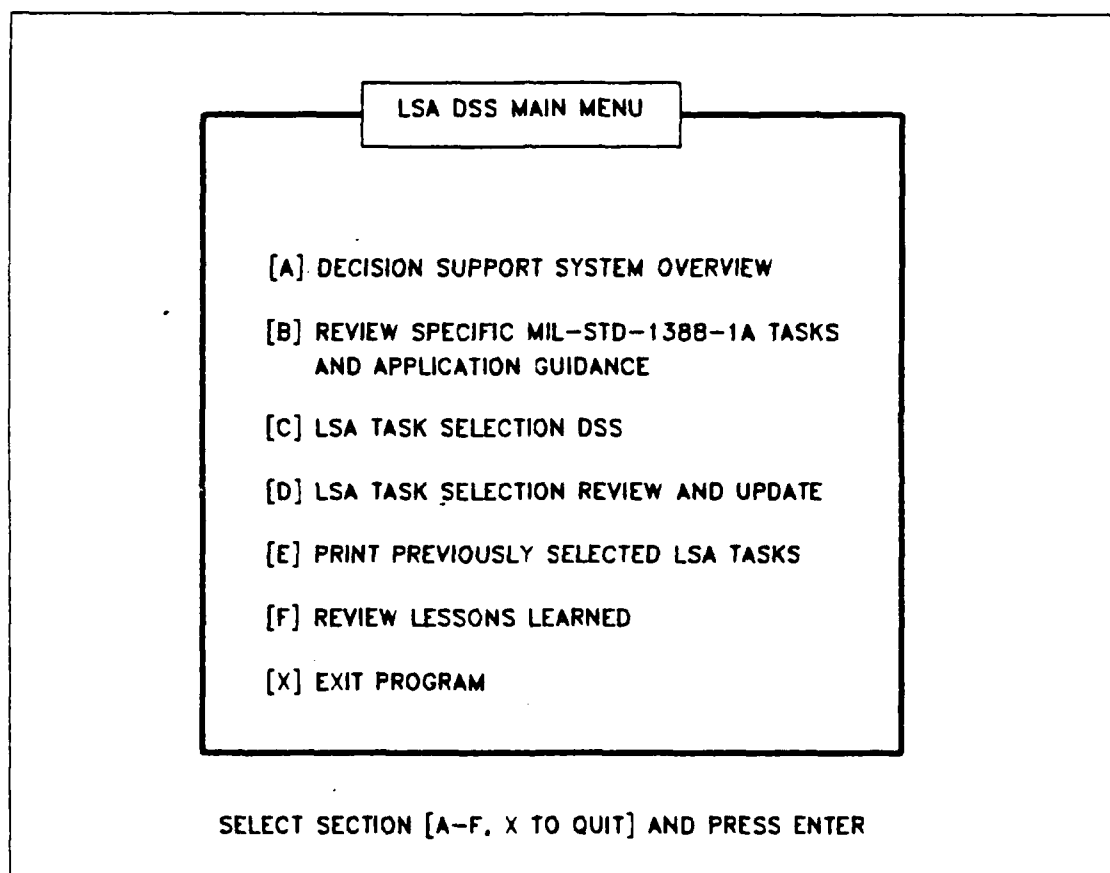 LSA DSS MAIN MENU
[A] DECISION SUPPORT SYSTEM OVERVIEW
[B] REVIEW SPECIFIC MIL-STD-1388-1A TASKS
AND APPLICATION GUIDANCE
[C] LSA TASK SELECTION DSS
[D] LSA TASK SELECTION REVIEW AND UPDATE
[E] PRINT PREVIOUSLY SELECTED LSA TASKS
[F] REVIEW LESSONS LEARNED
[X] EXIT PROGRAM
SELECT SECTION [A-F, X TO QUIT] AND PRESS ENTER